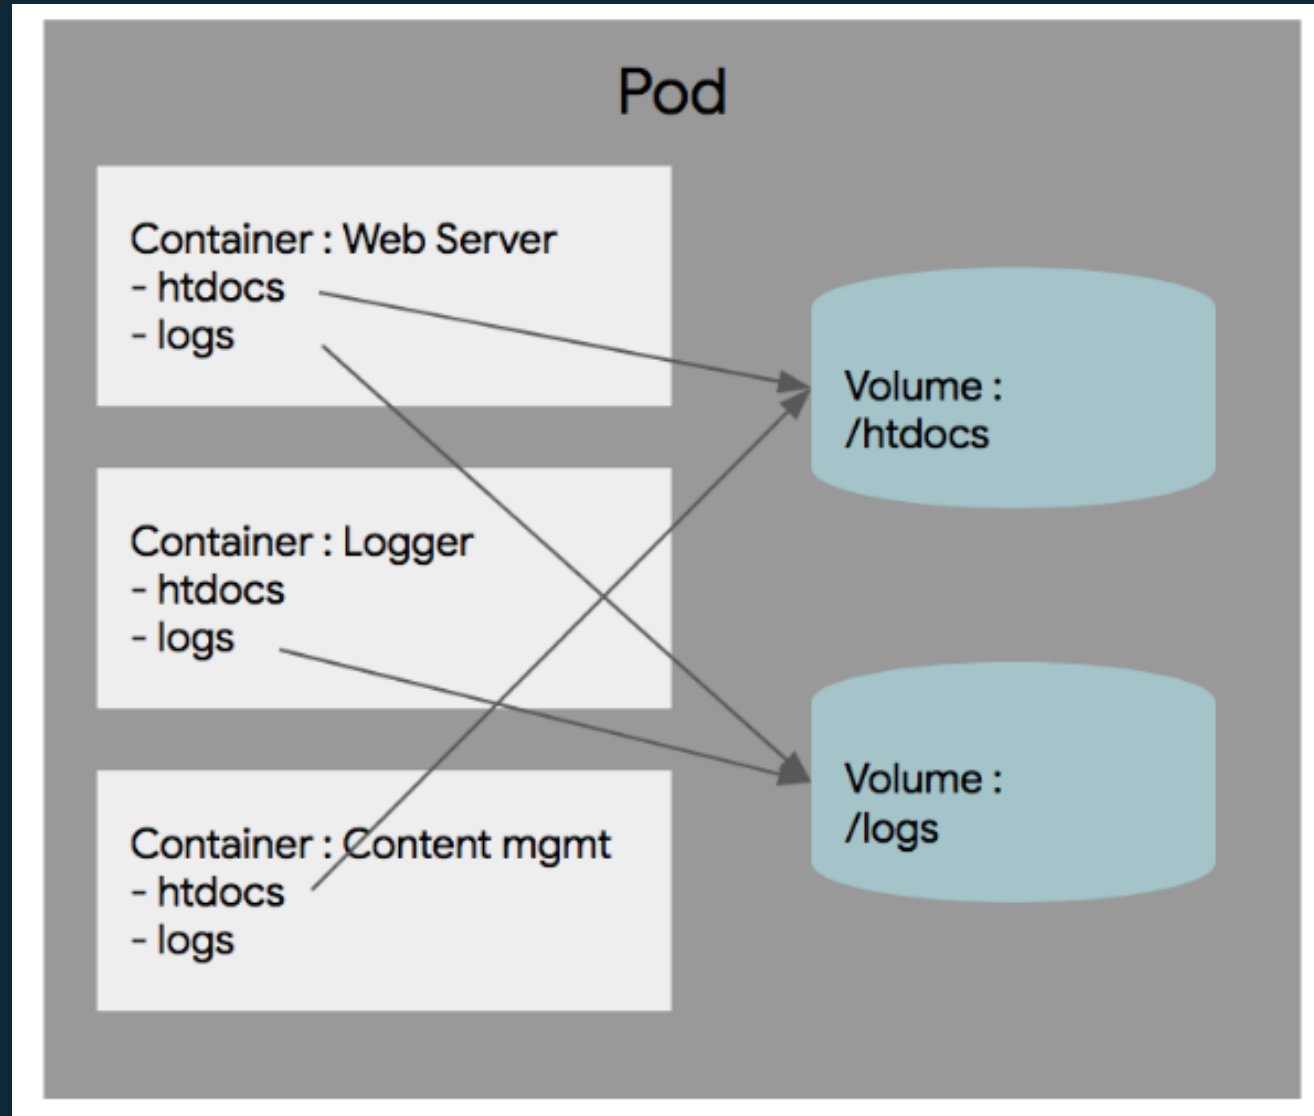 Pod
Container : Web Server
- htdocs
- logs
Container : Logger
- htdocs
- logs
Container : Content mgmt
- htdocs
- logs
Volume :
/htdocs
Volume :
/logs